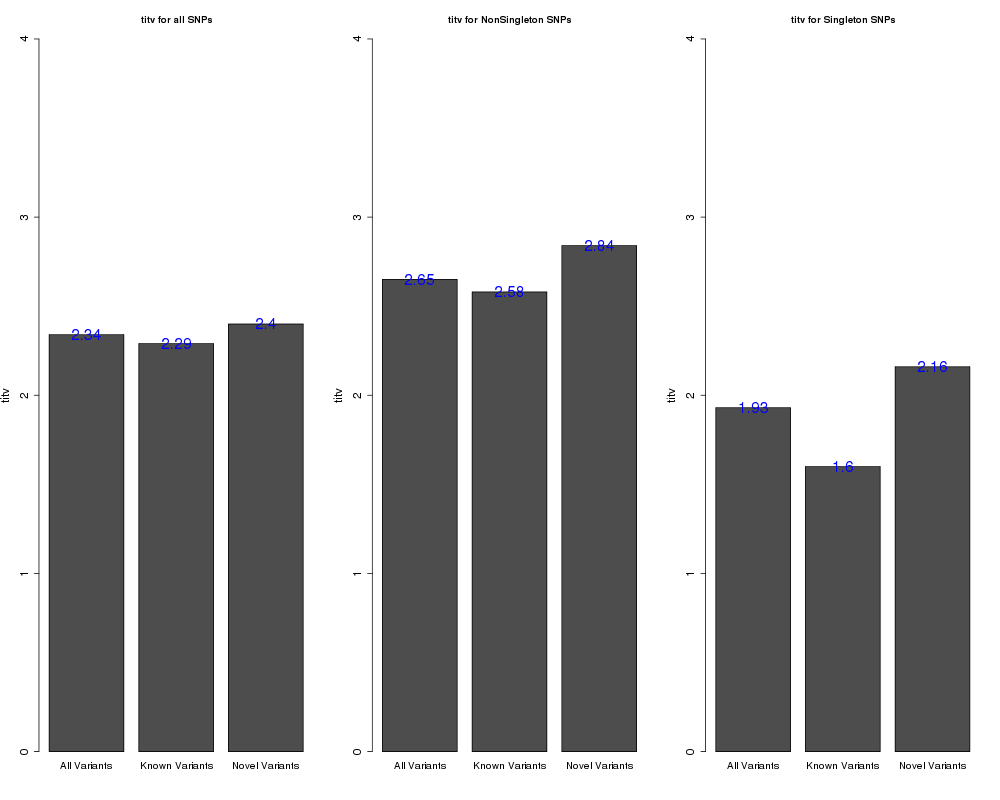 titv for all SNPs
titv
4
3
2
1
0
2.34
2.29
2.4
All Variants
Known Variants
Novel Variants
titv for NonSingleton SNPs
titv
4
3
2
1
0
2.65
2.58
2.84
All Variants
Known Variants
Novel Variants
titv for Singleton SNPs
titv
4
3
2
1
0
1.93
1.6
2.16
All Variants
Known Variants
Novel Variants